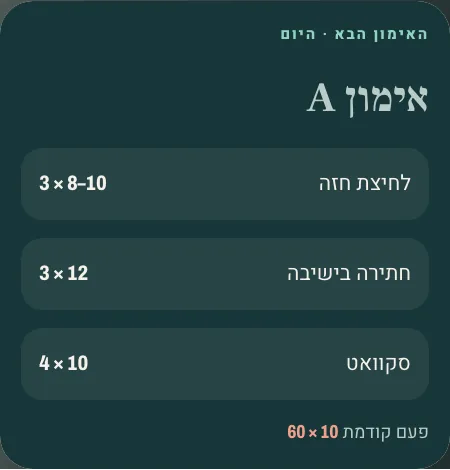 האימון הבא · היום
אימון A
לחיצת חזה 3 × 8–10
חתירה בישיבה 3 × 12
סקוואט 4 × 10
פעם קודמת 60 × 10